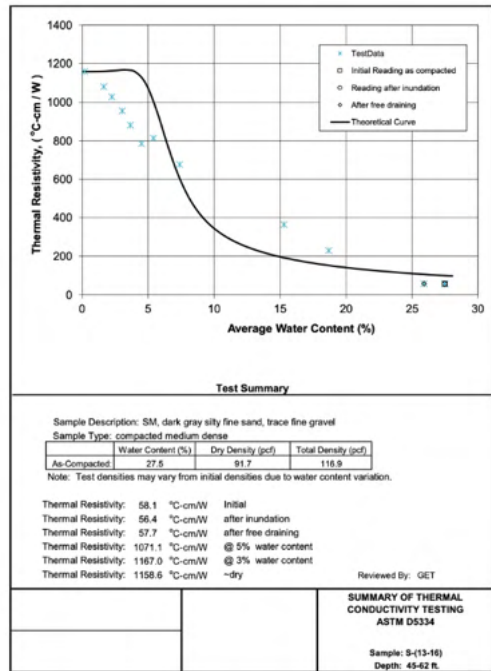 1400
1200
1000
800
600
400
200
0
Thermal Resistivity, ( °C-cm / W)
TestData
Initial Reading as compacted
Reading after inundation
After free draining
Theoretical Curve
0 5 10 15 20 25 30
Average Water Content (%)
Test Summary
Sample Description: SM, dark gray silty fine sand, trace fine gravel
Sample Type: compacted medium dense
Water Content (%) Dry Density (pcf) Total Density (pcf)
As-Compacted: 27.5 91.7 116.9
Note: Test densities may vary from initial densities due to water content variation.
Thermal Resistivity: 58.1 °C-cm/W Initial
Thermal Resistivity: 56.4 °C-cm/W after inundation
Thermal Resistivity: 57.7 °C-cm/W after free draining
Thermal Resistivity: 1071.1 °C-cm/W @ 5% water content
Thermal Resistivity: 1167.0 °C-cm/W @ 3% water content
Thermal Resistivity: 1158.6 °C-cm/W ~dry
Reviewed By: GET
SUMMARY OF THERMAL
CONDUCTIVITY TESTING
ASTM D5334
Sample: S-(13-16)
Depth: 45-62 ft.